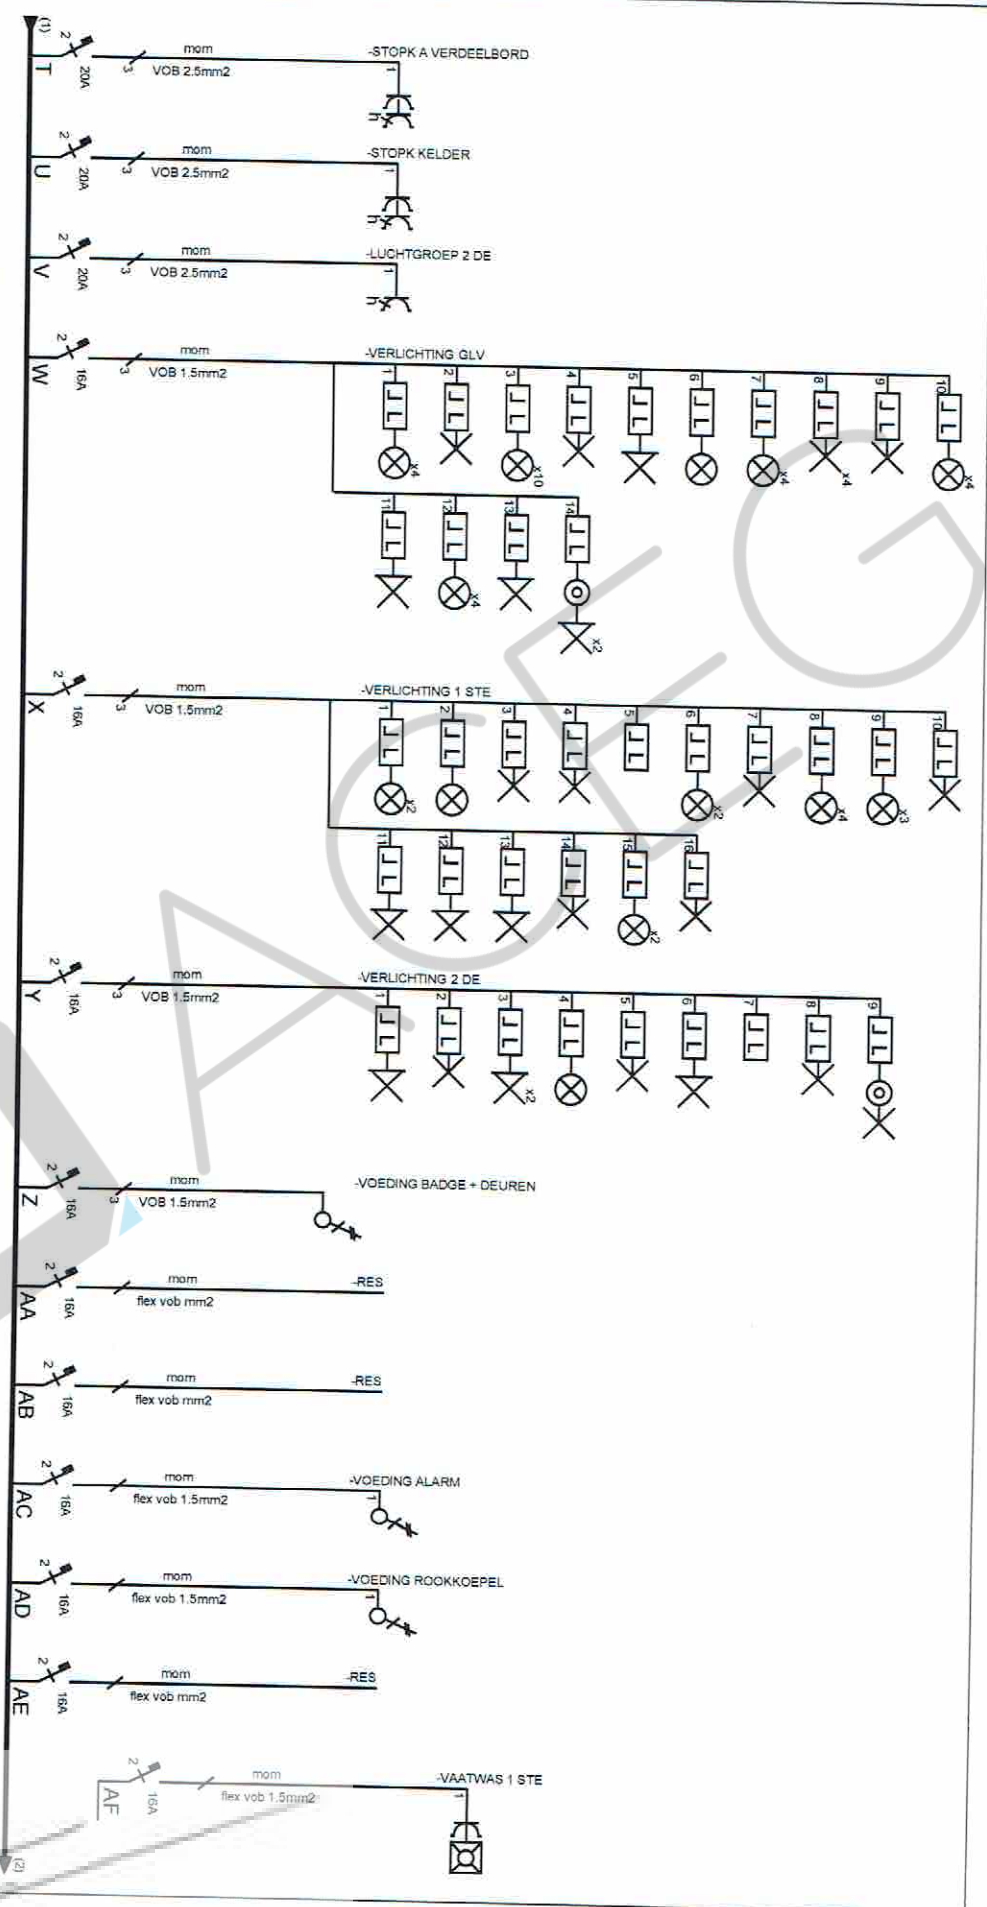 (1)
T
2
20A
3
mom
VOB 2.5mm2
-STOPK A VERDEELBORD
1
h
U
2
20A
3
mom
VOB 2.5mm2
-STOPK KELDER
1
h
V
2
20A
3
mom
VOB 2.5mm2
-LUCHTGROEP 2 DE
1
h
W
2
16A
3
mom
VOB 1.5mm2
-VERLICHTING GLV
1 2 3 4 5 6 7 8 9 10
x4 x10 x4 x4 x4
11 12 13 14
x4 x2
X
2
16A
3
mom
VOB 1.5mm2
-VERLICHTING 1 STE
1 2 3 4 5 6 7 8 9 10
x2 x2 x4 x3
11 12 13 14 15 16
x2
Y
2
16A
3
mom
VOB 1.5mm2
-VERLICHTING 2 DE
1 2 3 4 5 6 7 8 9
x2
Z
2
16A
3
mom
VOB 1.5mm2
-VOEDING BADGE + DEUREN
AA
2
16A
mom
flex vob mm2
-RES
AB
2
16A
mom
flex vob mm2
-RES
AC
2
16A
mom
flex vob 1.5mm2
-VOEDING ALARM
1
AD
2
16A
mom
flex vob 1.5mm2
-VOEDING ROOKKOEPEL
1
AE
2
16A
mom
flex vob mm2
-RES
AF
2
16A
mom
flex vob 1.5mm2
-VAATWAS 1 STE
1
(2)
ACEG